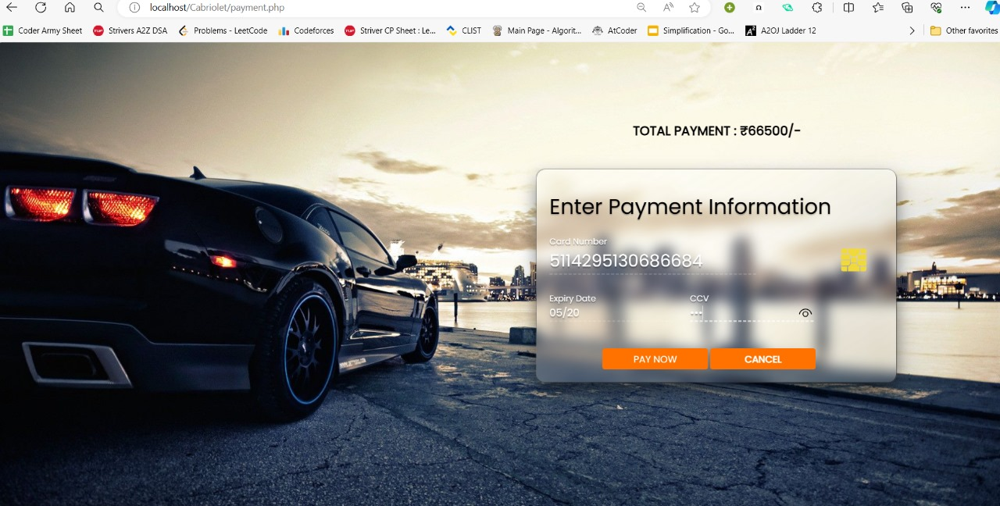 localhost/Cabriolet/payment.php
Coder Army Sheet TUF Strivers A2Z DSA Problems - LeetCode Codeforces TUF Striver CP Sheet : Le... CLIST Main Page - Algorit... AtCoder Simplification - Go... A2OJ Ladder 12 Other favorites
TOTAL PAYMENT : ₹66500/-
Enter Payment Information
Card Number
5114295130686684
Expiry Date CCV
05/20 •••
PAY NOW CANCEL